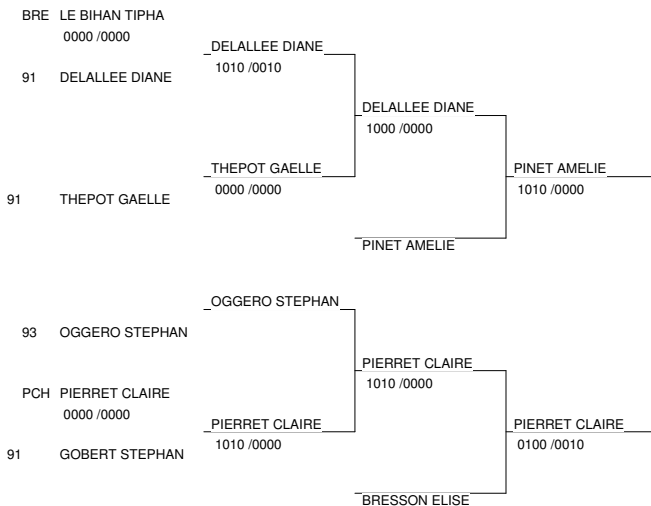 BRE LE BIHAN TIPHA
0000 /0000
91 DELALLEE DIANE
DELALLEE DIANE
1010 /0010
91 THEPOT GAELLE
THEPOT GAELLE
0000 /0000
DELALLEE DIANE
1000 /0000
PINET AMELIE
PINET AMELIE
1010 /0000
93 OGGERO STEPHAN
OGGERO STEPHAN
PCH PIERRET CLAIRE
0000 /0000
91 GOBERT STEPHAN
PIERRET CLAIRE
1010 /0000
PIERRET CLAIRE
1010 /0000
BRESSON ELISE
PIERRET CLAIRE
0100 /0010